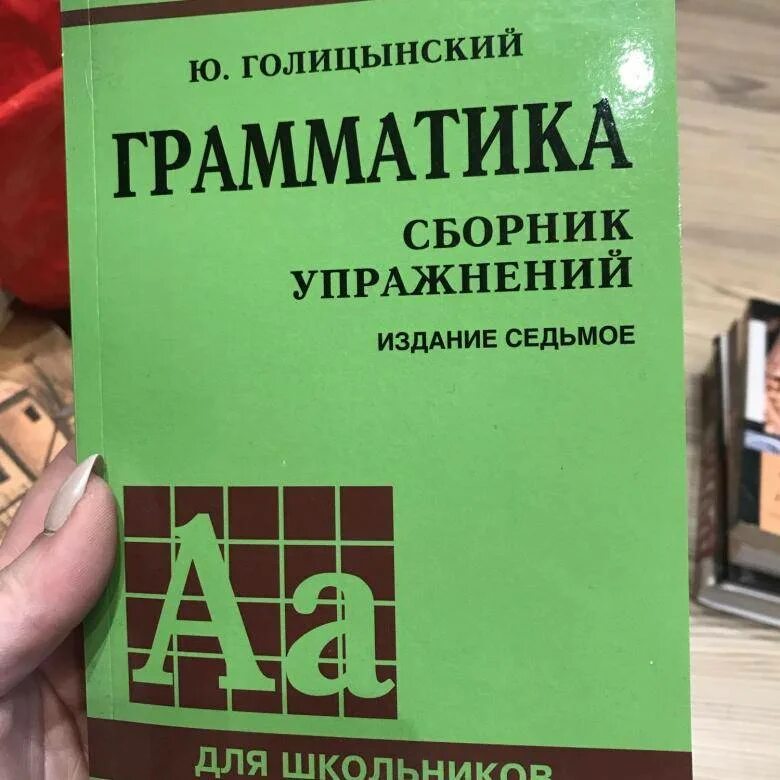 Ю. ГОЛИЦЫНСКИЙ
ГРАММАТИКА
СБОРНИК
УПРАЖНЕНИЙ
ИЗДАНИЕ СЕДЬМОЕ
Аа
ДЛЯ ШКОЛЬНИКОВ